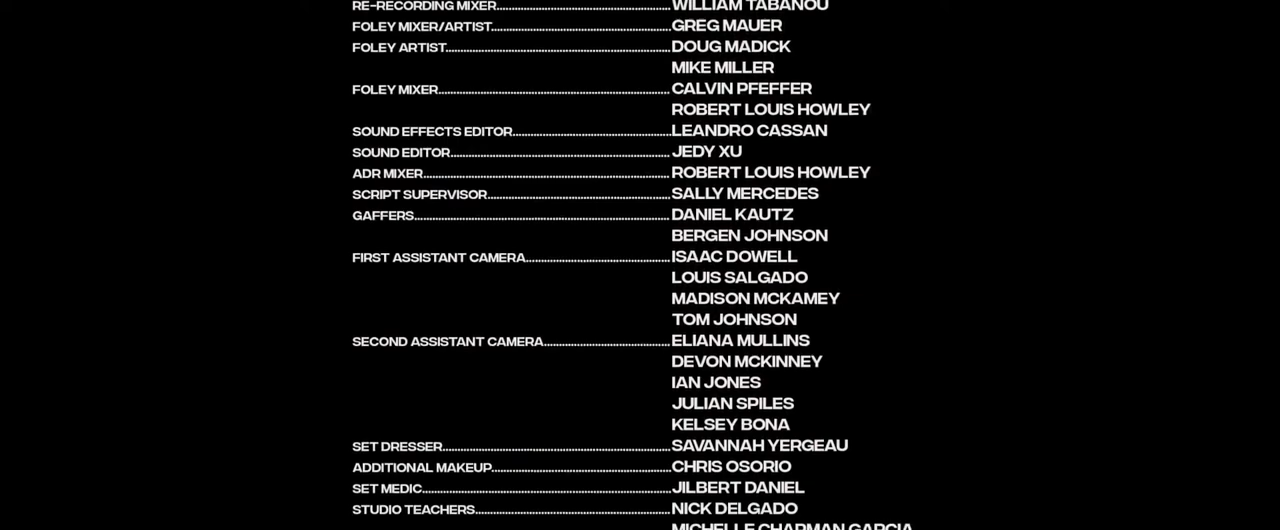 RE-RECORDING MIXER..........WILLIAM TABANOU
FOLEY MIXER/ARTIST..........GREG MAUER
FOLEY ARTIST..........DOUG MADICK
MIKE MILLER
FOLEY MIXER..........CALVIN PFEFFER
ROBERT LOUIS HOWLEY
SOUND EFFECTS EDITOR..........LEANDRO CASSAN
SOUND EDITOR..........JEDY XU
ADR MIXER..........ROBERT LOUIS HOWLEY
SCRIPT SUPERVISOR..........SALLY MERCEDES
GAFFERS..........DANIEL KAUTZ
BERGEN JOHNSON
FIRST ASSISTANT CAMERA..........ISAAC DOWELL
LOUIS SALGADO
MADISON MCKAMEY
TOM JOHNSON
SECOND ASSISTANT CAMERA..........ELIANA MULLINS
DEVON MCKINNEY
IAN JONES
JULIAN SPILES
KELSEY BONA
SET DRESSER..........SAVANNAH YERGEAU
ADDITIONAL MAKEUP..........CHRIS OSORIO
SET MEDIC..........JILBERT DANIEL
STUDIO TEACHERS..........NICK DELGADO
MICHELLE CHAPMAN GARCIA